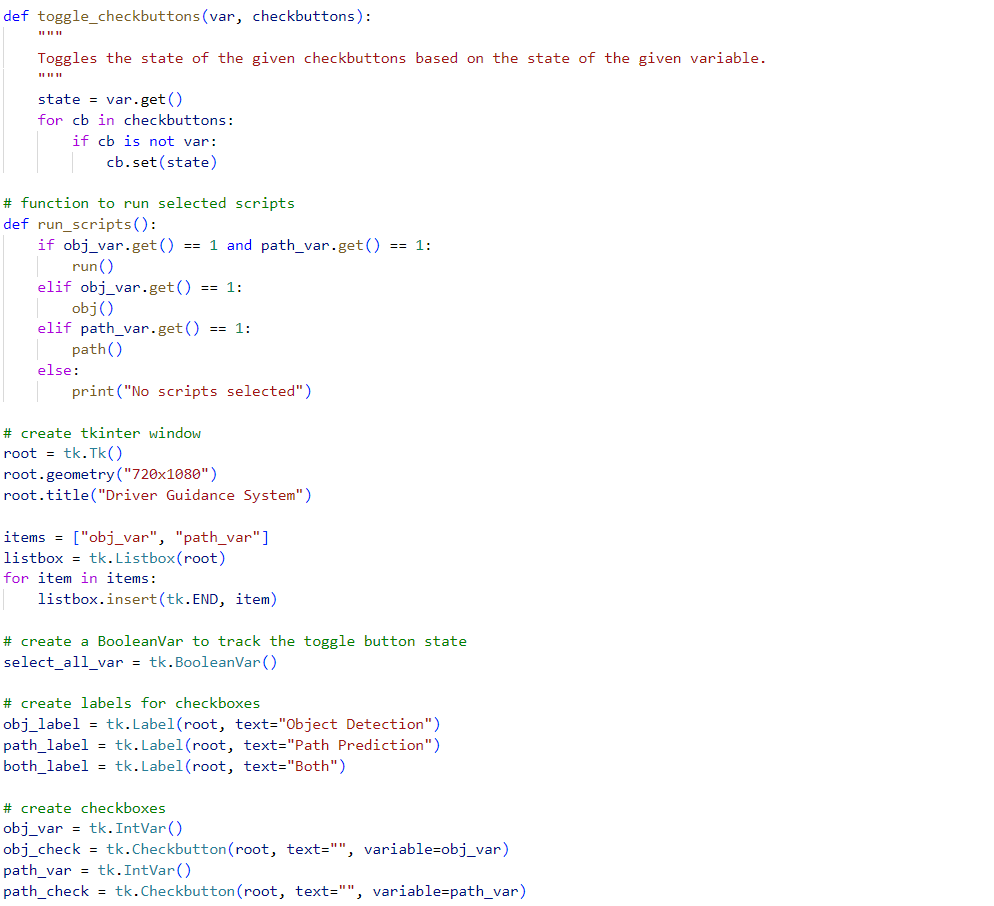 def toggle_checkbuttons(var, checkbuttons):
    """
    Toggles the state of the given checkbuttons based on the state of the given variable.
    """
    state = var.get()
    for cb in checkbuttons:
        if cb is not var:
            cb.set(state)

# function to run selected scripts
def run_scripts():
    if obj_var.get() == 1 and path_var.get() == 1:
        run()
    elif obj_var.get() == 1:
        obj()
    elif path_var.get() == 1:
        path()
    else:
        print("No scripts selected")

# create tkinter window
root = tk.Tk()
root.geometry("720x1080")
root.title("Driver Guidance System")

items = ["obj_var", "path_var"]
listbox = tk.Listbox(root)
for item in items:
    listbox.insert(tk.END, item)

# create a BooleanVar to track the toggle button state
select_all_var = tk.BooleanVar()

# create labels for checkboxes
obj_label = tk.Label(root, text="Object Detection")
path_label = tk.Label(root, text="Path Prediction")
both_label = tk.Label(root, text="Both")

# create checkboxes
obj_var = tk.IntVar()
obj_check = tk.Checkbutton(root, text="", variable=obj_var)
path_var = tk.IntVar()
path_check = tk.Checkbutton(root, text="", variable=path_var)